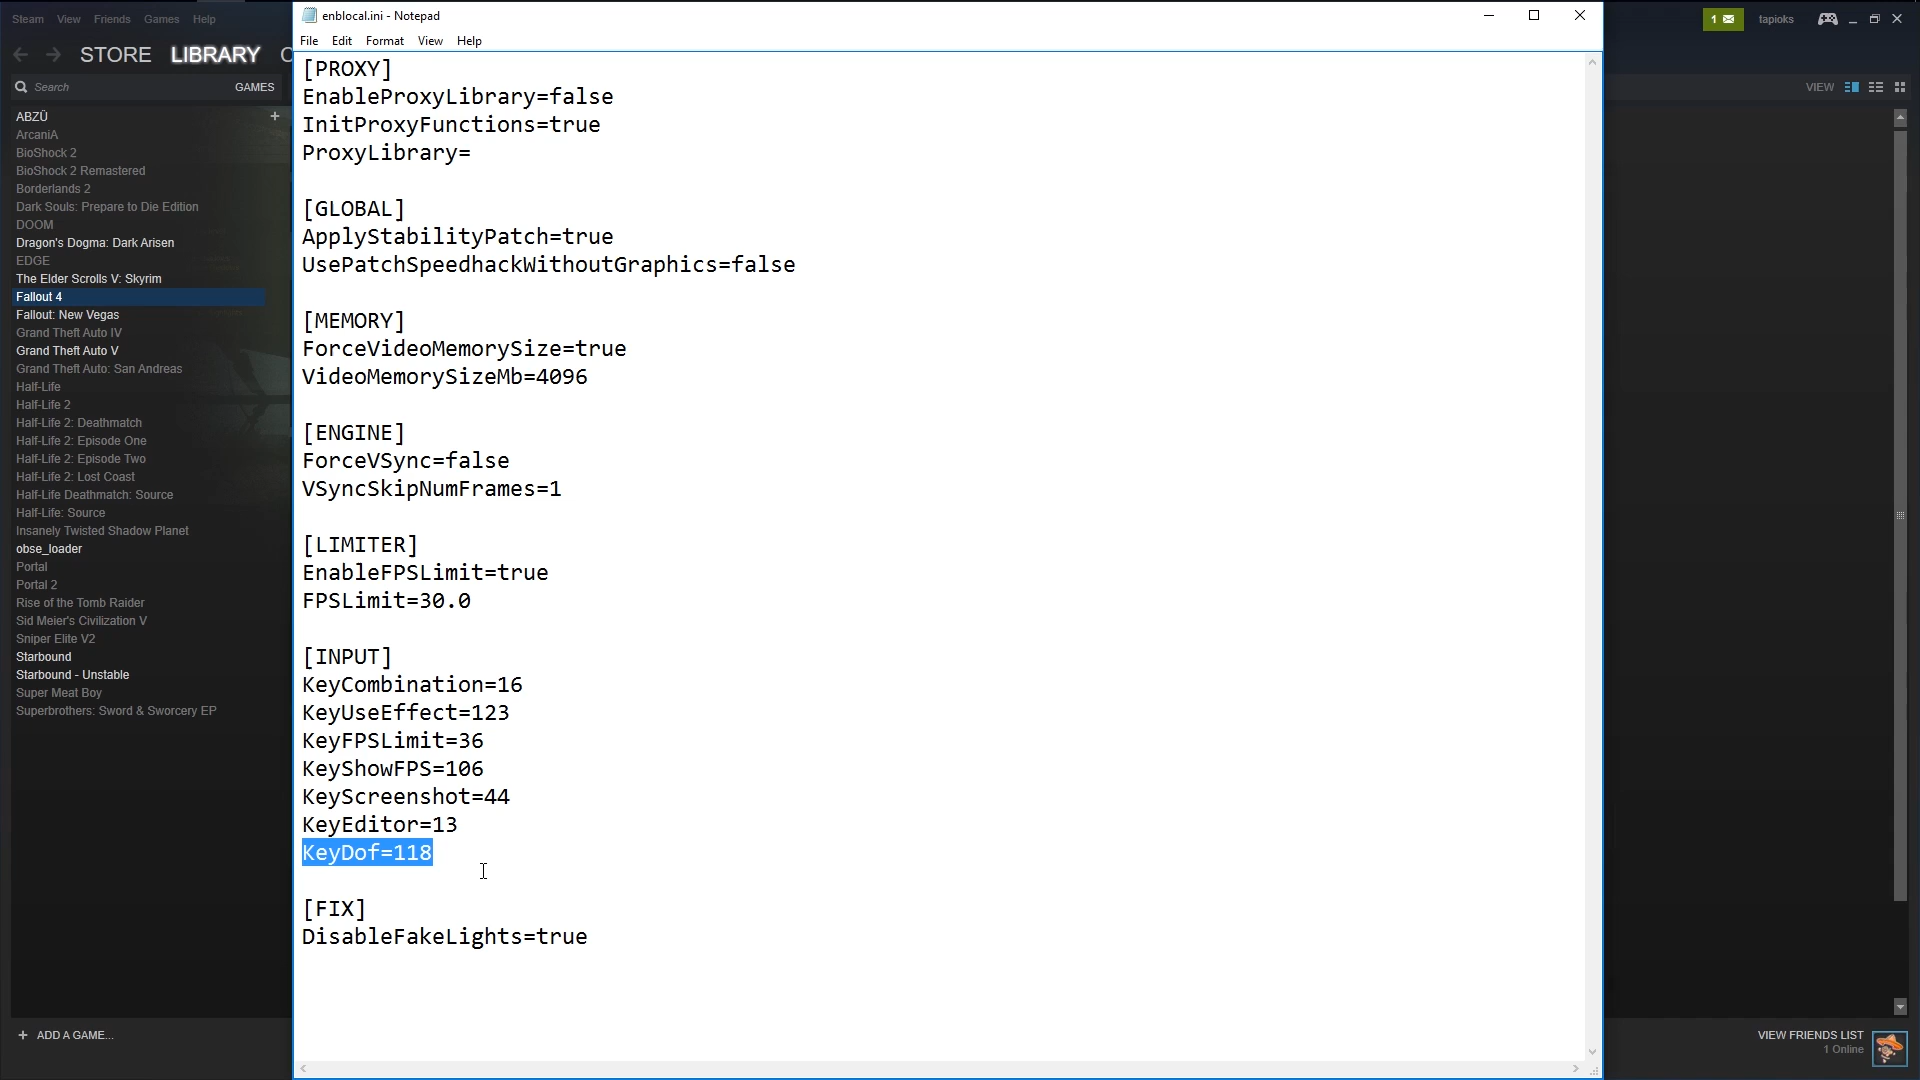 Steam View Friends Games Help
STORE LIBRARY C
Search GAMES
ABZÛ +
ArcaniA
BioShock 2
BioShock 2 Remastered
Borderlands 2
Dark Souls: Prepare to Die Edition
DOOM
Dragon's Dogma: Dark Arisen
EDGE
The Elder Scrolls V: Skyrim
Fallout 4
Fallout: New Vegas
Grand Theft Auto IV
Grand Theft Auto V
Grand Theft Auto: San Andreas
Half-Life
Half-Life 2
Half-Life 2: Deathmatch
Half-Life 2: Episode One
Half-Life 2: Episode Two
Half-Life 2: Lost Coast
Half-Life Deathmatch: Source
Half-Life: Source
Insanely Twisted Shadow Planet
obse_loader
Portal
Portal 2
Rise of the Tomb Raider
Sid Meier's Civilization V
Sniper Elite V2
Starbound
Starbound - Unstable
Super Meat Boy
Superbrothers: Sword & Sworcery EP
+ ADD A GAME...
enblocal.ini - Notepad
File Edit Format View Help
[PROXY]
EnableProxyLibrary=false
InitProxyFunctions=true
ProxyLibrary=
[GLOBAL]
ApplyStabilityPatch=true
UsePatchSpeedhackWithoutGraphics=false
[MEMORY]
ForceVideoMemorySize=true
VideoMemorySizeMb=4096
[ENGINE]
ForceVSync=false
VSyncSkipNumFrames=1
[LIMITER]
EnableFPSLimit=true
FPSLimit=30.0
[INPUT]
KeyCombination=16
KeyUseEffect=123
KeyFPSLimit=36
KeyShowFPS=106
KeyScreenshot=44
KeyEditor=13
KeyDof=118
[FIX]
DisableFakeLights=true
1 tapioks
VIEW
VIEW FRIENDS LIST
1 Online